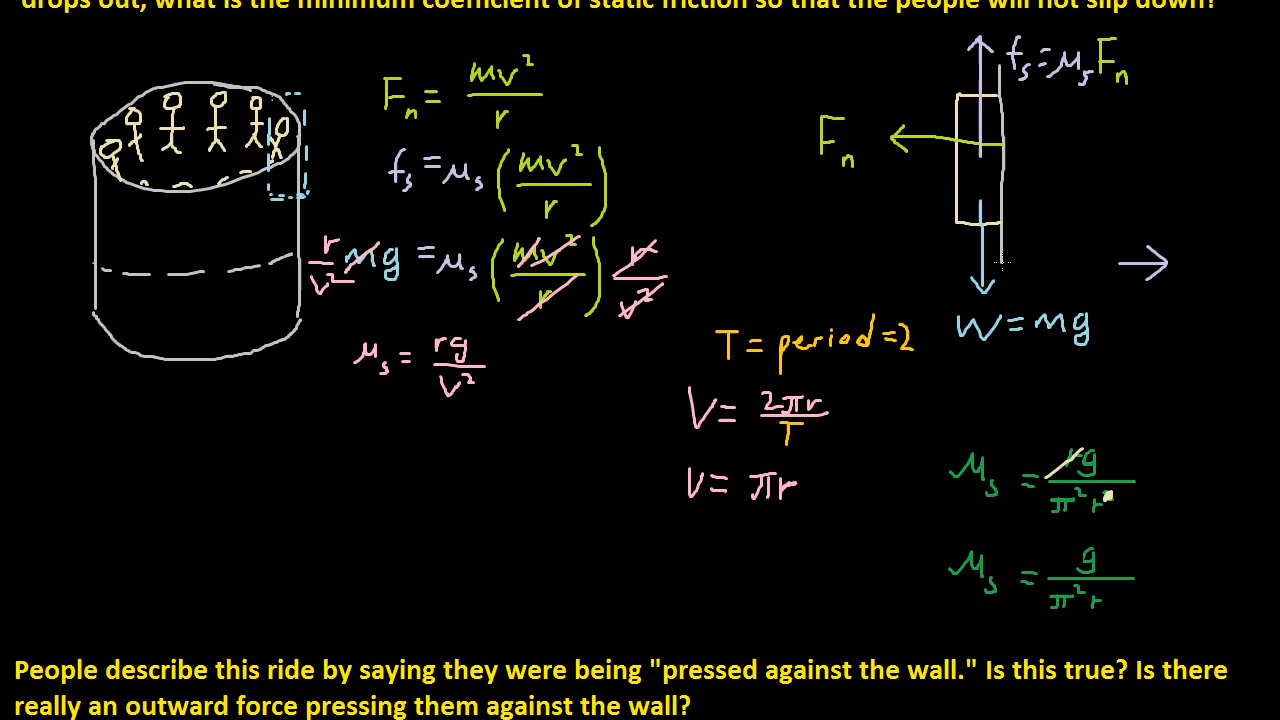 drops out, what is the minimum coefficient of static friction so that the people will not slip down?
Fn = mv²/r
fs = μs (mv²/r)
r/v² mg = μs (mv²/r) r/v²
μs = rg/v²
fs = μs Fn
Fn
W = mg
T = period = 2
V = 2πr/T
V = πr
μs = rg/π²r
μs = g/π²r
People describe this ride by saying they were being "pressed against the wall." Is this true? Is there
really an outward force pressing them against the wall?